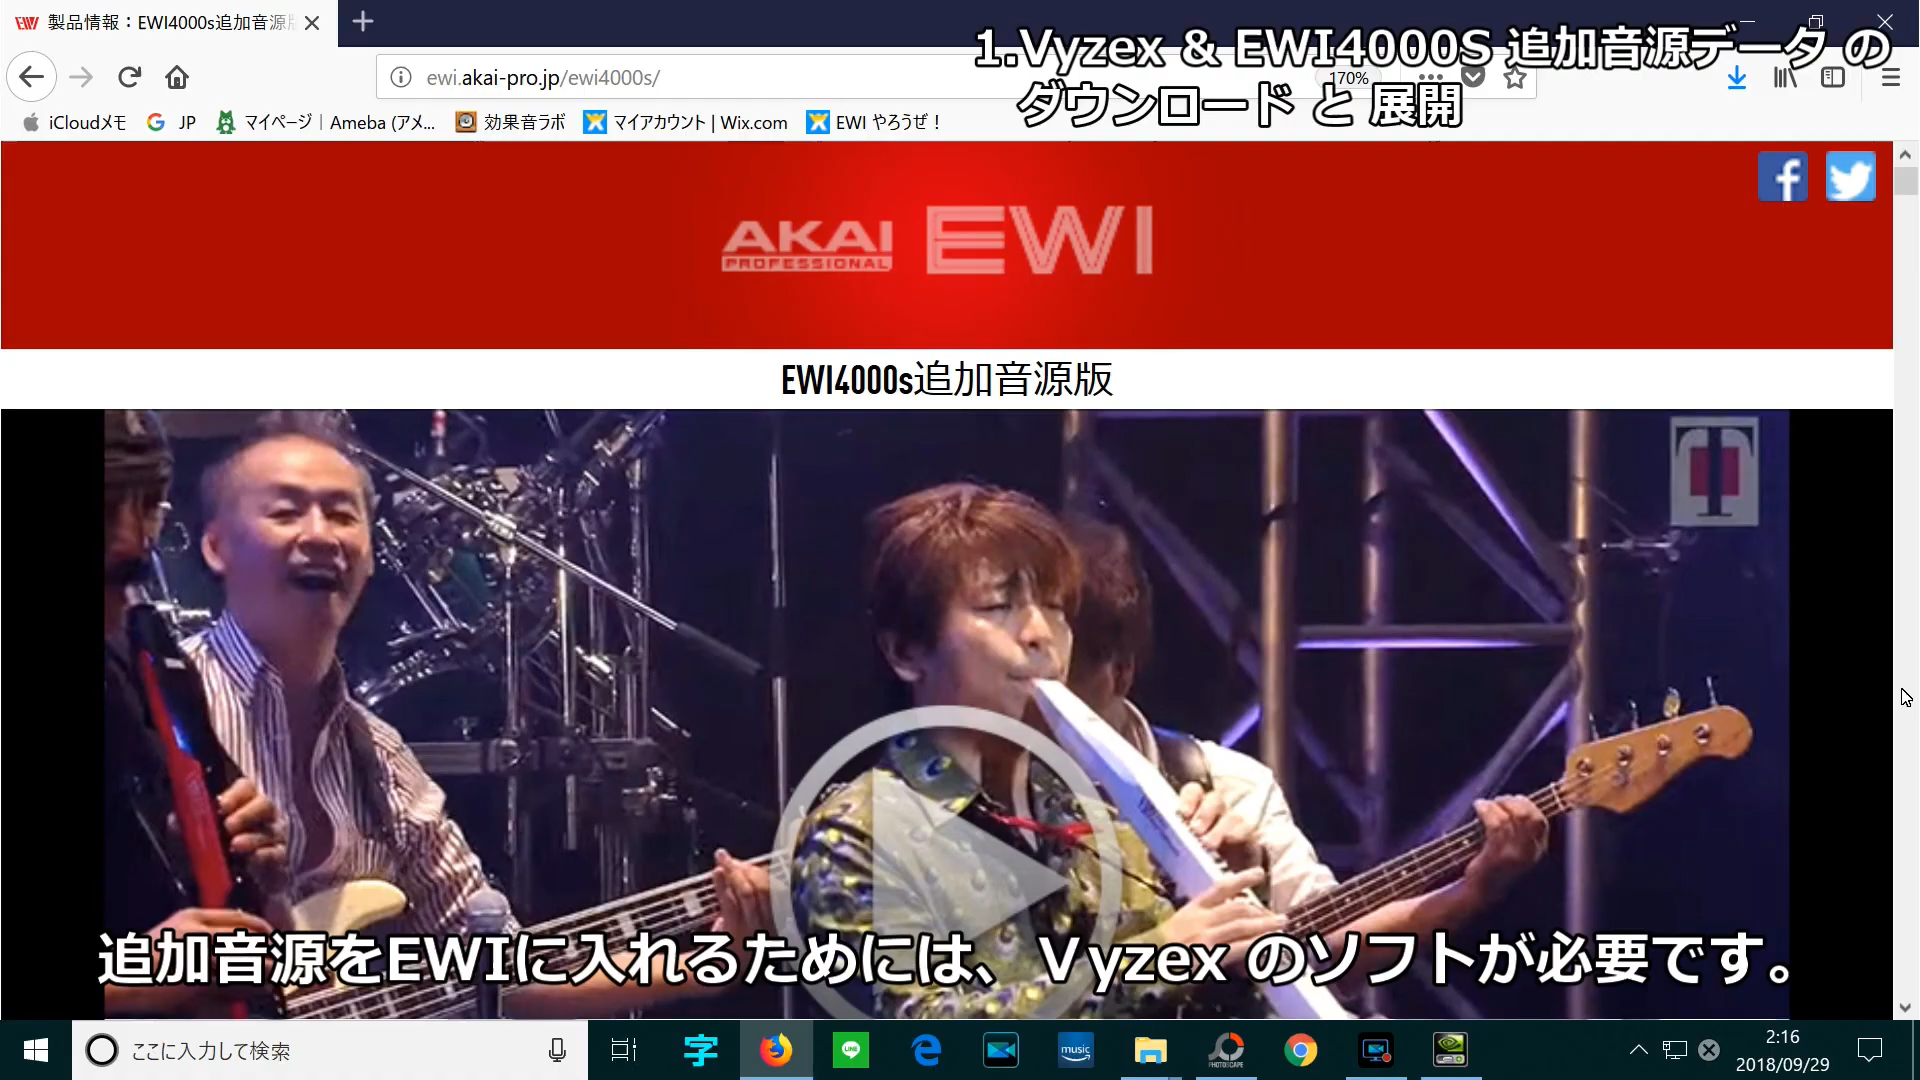 製品情報：EWI4000s追加音源版
1.Vyzex & EWI4000S 追加音源データ の
ダウンロード と 展開
ewi.akai-pro.jp/ewi4000s/
170%
iCloudメモ
JP
マイページ | Ameba (アメ...
効果音ラボ
マイアカウント | Wix.com
EWI やろうぜ！
AKAI
PROFESSIONAL
EWI
EWI4000s追加音源版
追加音源をEWIに入れるためには、Vyzex のソフトが必要です。
ここに入力して検索
字
LINE
music
PHOTOSCAPE
2:16
2018/09/29